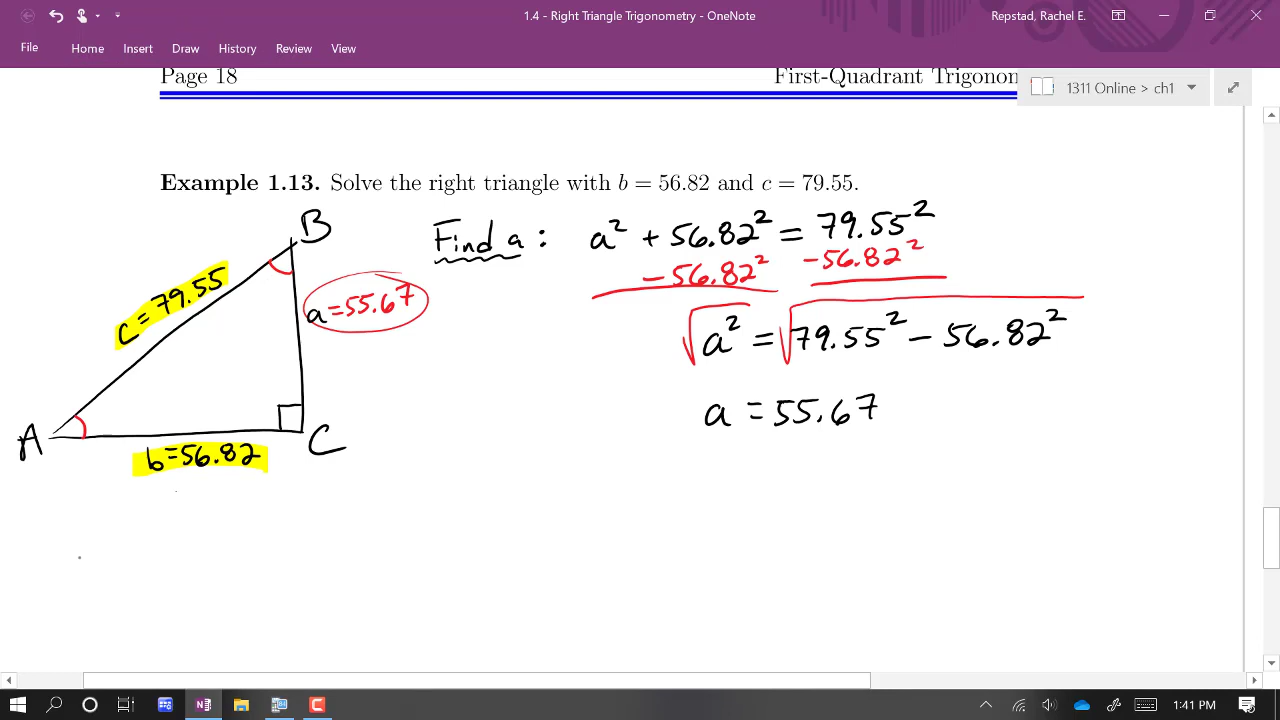 1.4 - Right Triangle Trigonometry - OneNote
Repstad, Rachel E.
File Home Insert Draw History Review View
Page 18 First-Quadrant Trigonom
1311 Online > ch1
Example 1.13. Solve the right triangle with b = 56.82 and c = 79.55.
B
Find a : a² + 56.82² = 79.55²
-56.82² -56.82²
c = 79.55
a = 55.67
√a² = √79.55² - 56.82²
a = 55.67
A
C
b = 56.82
1:41 PM